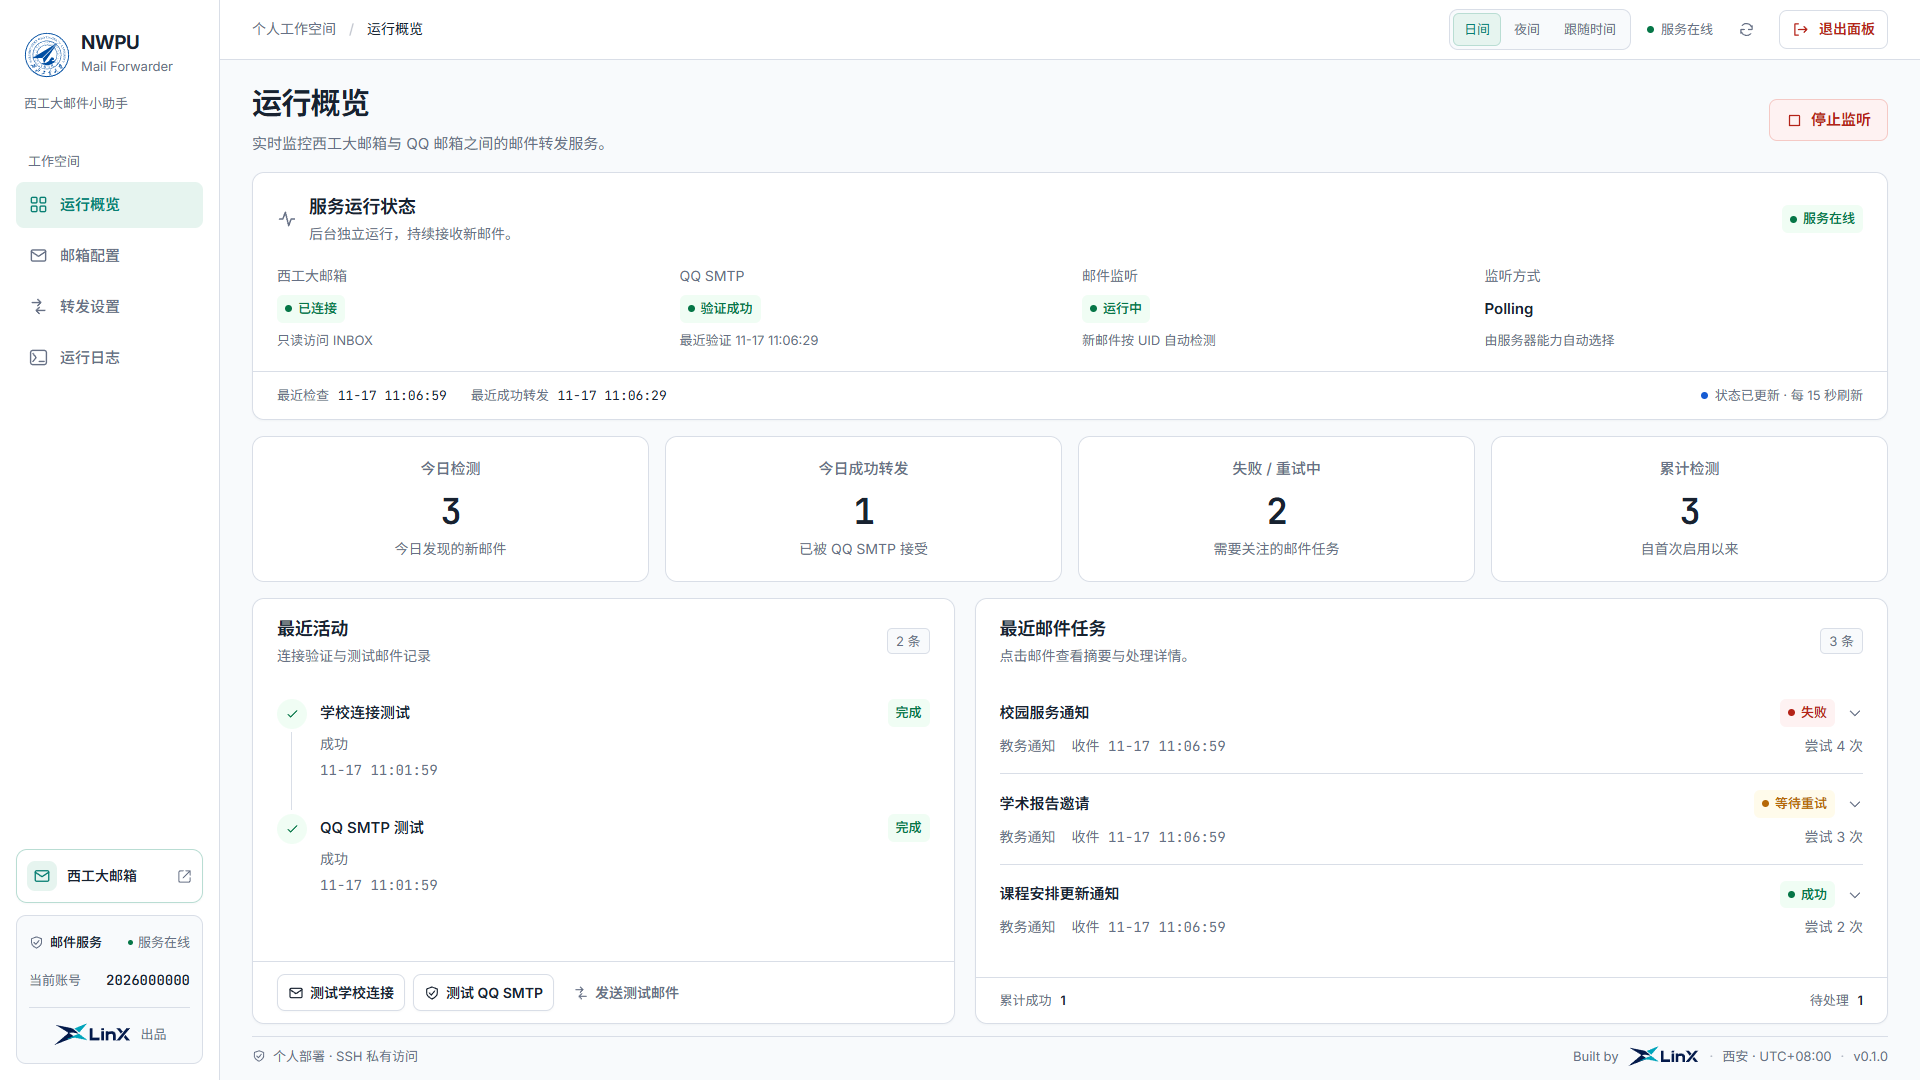 NWPU
Mail Forwarder
西工大邮件小助手
工作空间
运行概览
邮箱配置
转发设置
运行日志
西工大邮箱
邮件服务
服务在线
当前账号
2026000000
LinX 出品
个人工作空间 / 运行概览
日间
夜间
跟随时间
服务在线
退出面板
运行概览
实时监控西工大邮箱与 QQ 邮箱之间的邮件转发服务。
停止监听
服务运行状态
后台独立运行，持续接收新邮件。
服务在线
西工大邮箱
已连接
只读访问 INBOX
QQ SMTP
验证成功
最近验证 11-17 11:06:29
邮件监听
运行中
新邮件按 UID 自动检测
监听方式
Polling
由服务器能力自动选择
最近检查 11-17 11:06:59
最近成功转发 11-17 11:06:29
状态已更新 · 每 15 秒刷新
今日检测
3
今日发现的新邮件
今日成功转发
1
已被 QQ SMTP 接受
失败 / 重试中
2
需要关注的邮件任务
累计检测
3
自首次启用以来
最近活动
连接验证与测试邮件记录
2 条
学校连接测试
完成
成功
11-17 11:01:59
QQ SMTP 测试
完成
成功
11-17 11:01:59
测试学校连接
测试 QQ SMTP
发送测试邮件
最近邮件任务
点击邮件查看摘要与处理详情。
3 条
校园服务通知
失败
教务通知 收件 11-17 11:06:59
尝试 4 次
学术报告邀请
等待重试
教务通知 收件 11-17 11:06:59
尝试 3 次
课程安排更新通知
成功
教务通知 收件 11-17 11:06:59
尝试 2 次
累计成功 1
待处理 1
个人部署 · SSH 私有访问
Built by LinX · 西安 · UTC+08:00 · v0.1.0